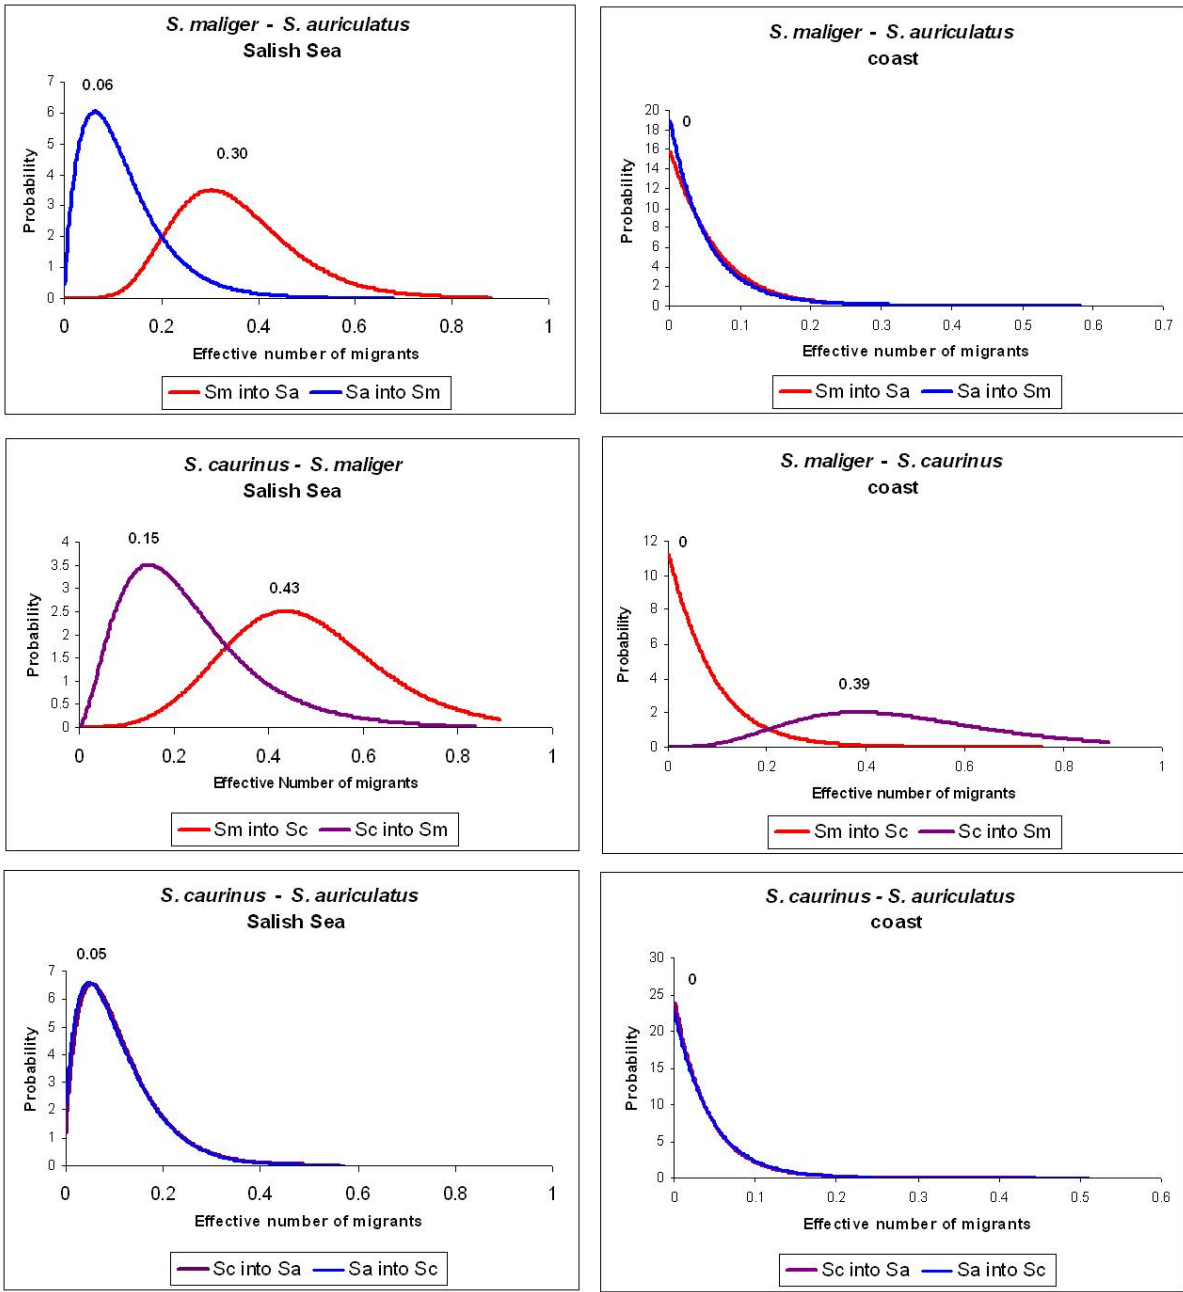 S. maliger - S. auriculatus
Salish Sea
0.06
0.30
7
6
5
4
3
2
1
0
Probability
0 0.2 0.4 0.6 0.8 1
Effective number of migrants
Sm into Sa Sa into Sm
S. maliger - S. auriculatus
coast
0
20
18
16
14
12
10
8
6
4
2
0
Probability
0 0.1 0.2 0.3 0.4 0.5 0.6 0.7
Effective number of migrants
Sm into Sa Sa into Sm
S. caurinus - S. maliger
Salish Sea
0.15
0.43
4
3.5
3
2.5
2
1.5
1
0.5
0
Probability
0 0.2 0.4 0.6 0.8 1
Effective Number of migrants
Sm into Sc Sc into Sm
S. maliger - S. caurinus
coast
0
0.39
12
10
8
6
4
2
0
Probability
0 0.2 0.4 0.6 0.8 1
Effective number of migrants
Sm into Sc Sc into Sm
S. caurinus - S. auriculatus
Salish Sea
0.05
7
6
5
4
3
2
1
0
Probability
0 0.2 0.4 0.6 0.8 1
Effective number of migrants
Sc into Sa Sa into Sc
S. caurinus - S. auriculatus
coast
0
30
25
20
15
10
5
0
Probability
0 0.1 0.2 0.3 0.4 0.5 0.6
Effective number of migrants
Sc into Sa Sa into Sc